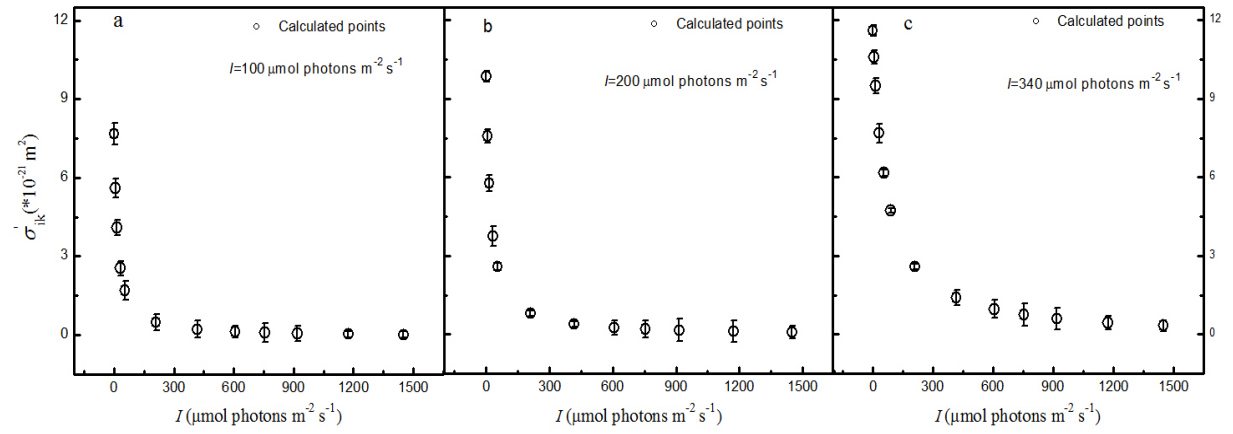 a
Calculated points
I=100 μmol photons m⁻² s⁻¹
12
9
6
3
0
σ'ik(*10⁻²¹ m²)
0 300 600 900 1200 1500
I (μmol photons m⁻² s⁻¹)
b
Calculated points
I=200 μmol photons m⁻² s⁻¹
0 300 600 900 1200 1500
I (μmol photons m⁻² s⁻¹)
c
Calculated points
I=340 μmol photons m⁻² s⁻¹
12
9
6
3
0
0 300 600 900 1200 1500
I (μmol photons m⁻² s⁻¹)